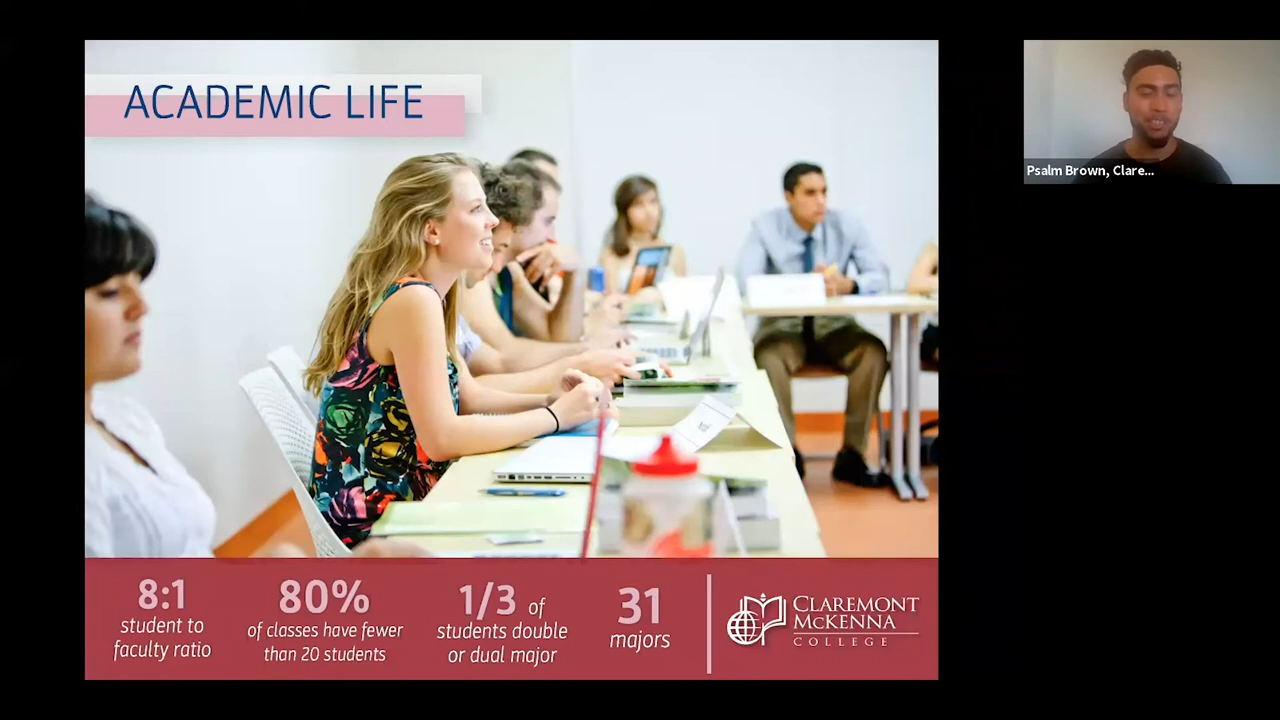 ACADEMIC LIFE
Psalm Brown, Clare...
8:1
student to
faculty ratio
80%
of classes have fewer
than 20 students
1/3 of
students double
or dual major
31
majors
CLAREMONT
MCKENNA
COLLEGE